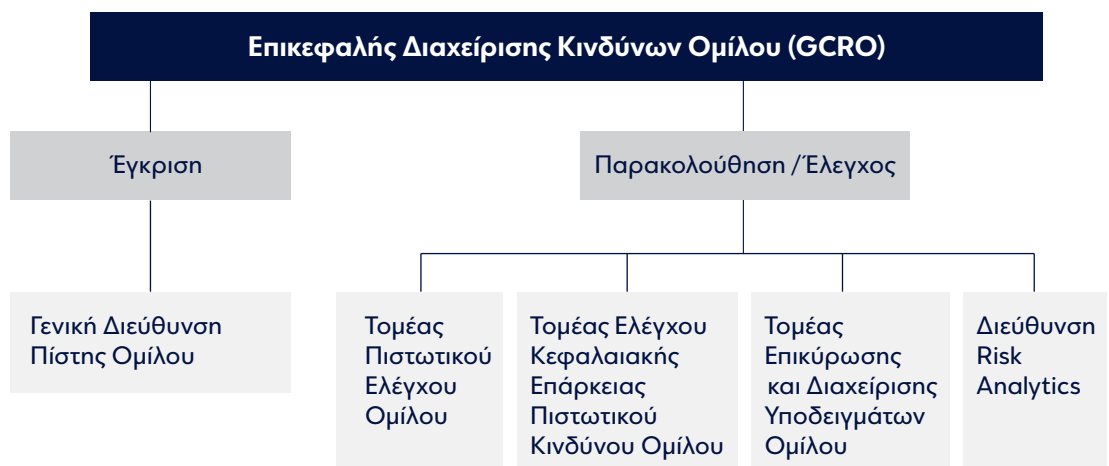 Επικεφαλής Διαχείρισης Κινδύνων Ομίλου (GCRO)
Έγκριση
Παρακολούθηση / Έλεγχος
Γενική Διεύθυνση
Πίστης Ομίλου
Τομέας
Πιστωτικού
Ελέγχου
Ομίλου
Τομέας Ελέγχου
Κεφαλαιακής
Επάρκειας
Πιστωτικού
Κινδύνου Ομίλου
Τομέας
Επικύρωσης
και Διαχείρισης
Υποδειγμάτων
Ομίλου
Διεύθυνση
Risk
Analytics